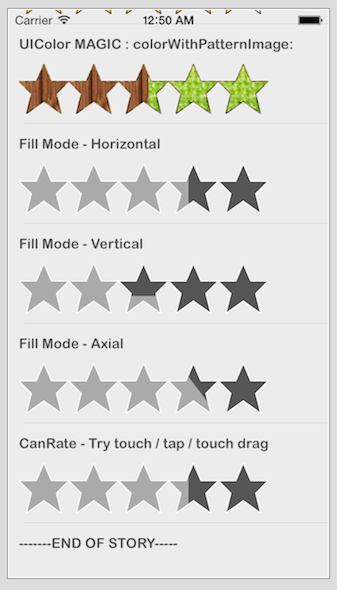 Carrier 12:50 AM
UIColor MAGIC : colorWithPatternImage:
Fill Mode - Horizontal
Fill Mode - Vertical
Fill Mode - Axial
CanRate - Try touch / tap / touch drag
-------END OF STORY-----